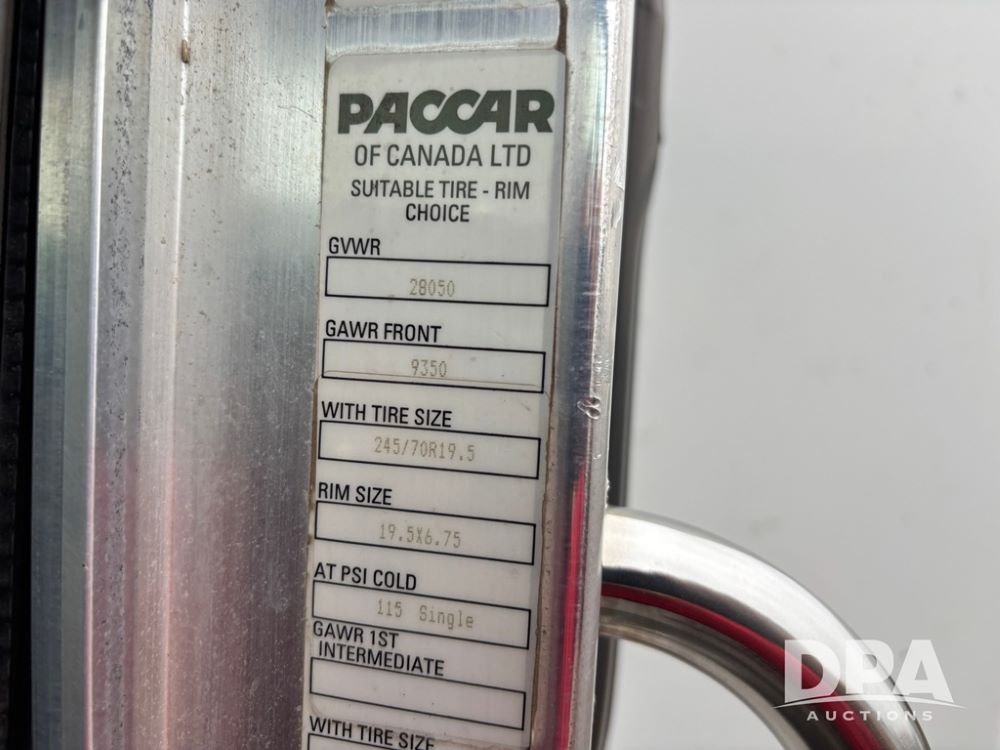 PACCAR
OF CANADA LTD
SUITABLE TIRE - RIM
CHOICE
GVWR
28050
GAWR FRONT
9350
WITH TIRE SIZE
245/70R19.5
RIM SIZE
19.5X6.75
AT PSI COLD
115 Single
GAWR 1ST
INTERMEDIATE
WITH TIRE SIZE
DPA
AUCTIONS